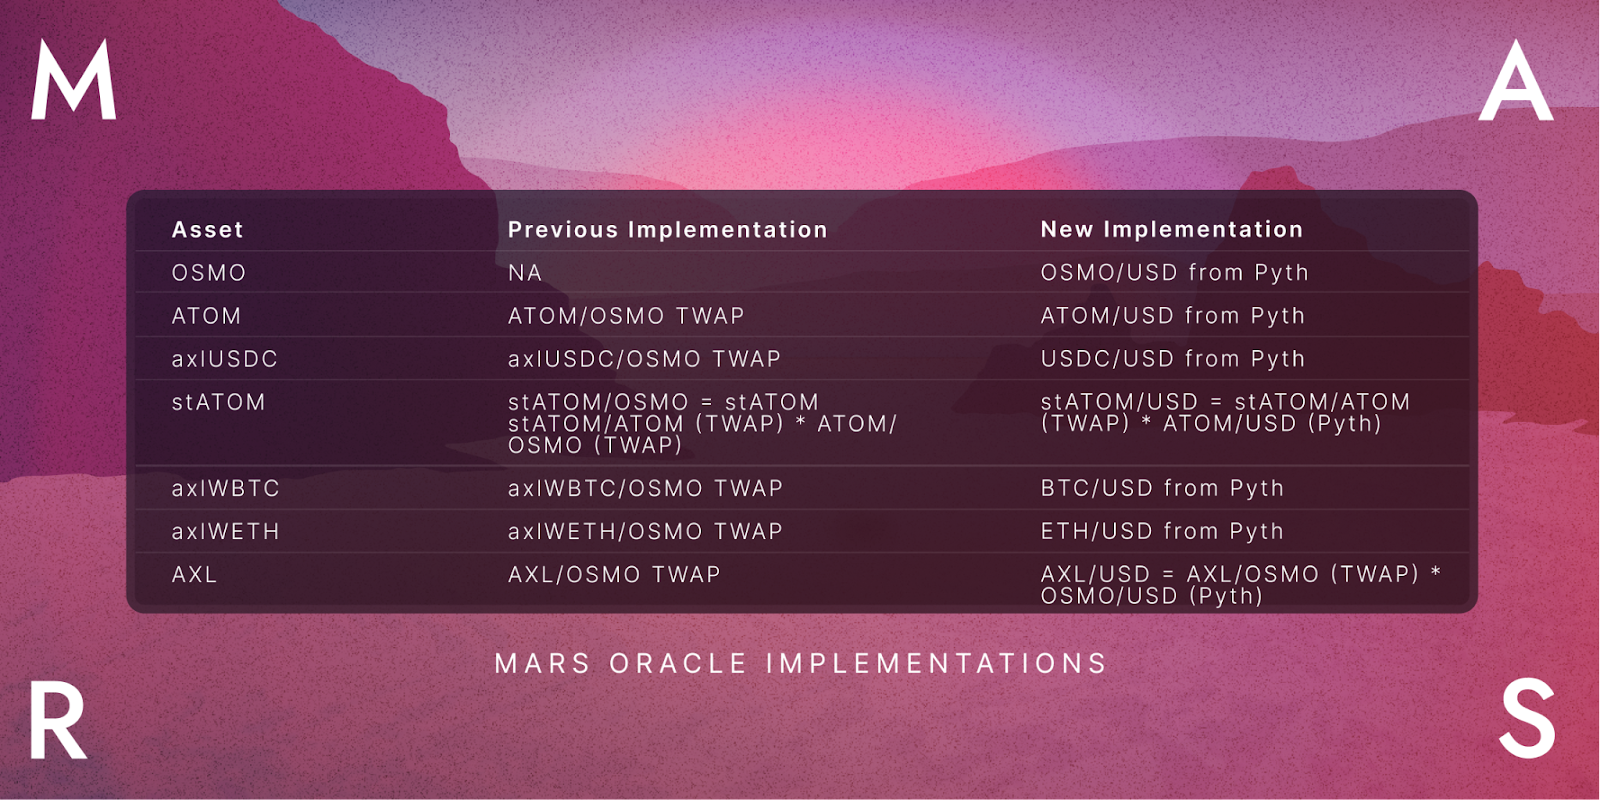 M
A
Asset Previous Implementation New Implementation
OSMO NA OSMO/USD from Pyth
ATOM ATOM/OSMO TWAP ATOM/USD from Pyth
axlUSDC axlUSDC/OSMO TWAP USDC/USD from Pyth
stATOM stATOM/OSMO = stATOM stATOM/USD = stATOM/ATOM
stATOM/ATOM (TWAP) * ATOM/ (TWAP) * ATOM/USD (Pyth)
OSMO (TWAP)
axlWBTC axlWBTC/OSMO TWAP BTC/USD from Pyth
axlWETH axlWETH/OSMO TWAP ETH/USD from Pyth
AXL AXL/OSMO TWAP AXL/USD = AXL/OSMO (TWAP) *
OSMO/USD (Pyth)
MARS ORACLE IMPLEMENTATIONS
R
S